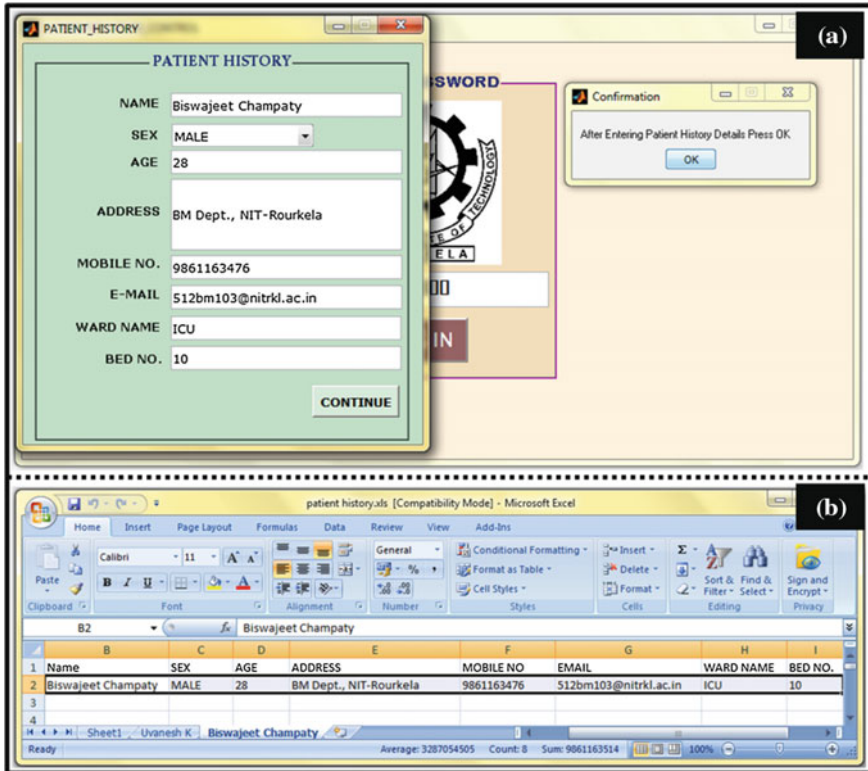 (a)
PATIENT_HISTORY
PATIENT HISTORY
NAME Biswajeet Champaty
SEX MALE
AGE 28
ADDRESS BM Dept., NIT-Rourkela
MOBILE NO. 9861163476
E-MAIL 512bm103@nitrkl.ac.in
WARD NAME ICU
BED NO. 10
CONTINUE
SSWORD
TE OF TECHNOLOGY
ELA
IN
Confirmation
After Entering Patient History Details Press OK
OK
(b)
patient history.xls [Compatibility Mode] - Microsoft Excel
Home Insert Page Layout Formulas Data Review View Add-Ins
Paste
Clipboard
Calibri 11 A A
B I U A
Font
Alignment
General
% ,
Number
Conditional Formatting
Format as Table
Cell Styles
Styles
Insert
Delete
Format
Cells
Σ
Sort & Filter
Find & Select
Editing
Sign and Encrypt
Privacy
B2 fx Biswajeet Champaty
B C D E F G H I
1 Name SEX AGE ADDRESS MOBILE NO EMAIL WARD NAME BED NO.
2 Biswajeet Champaty MALE 28 BM Dept., NIT-Rourkela 9861163476 512bm103@nitrkl.ac.in ICU 10
3
4
Sheet1 Uvanesh K Biswajeet Champaty
Ready Average: 3287054505 Count: 8 Sum: 9861163514 100%